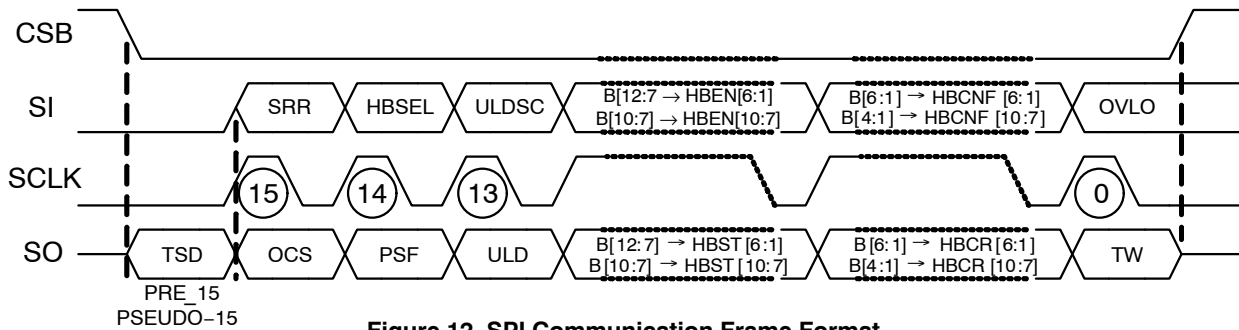 CSB
SI
SRR
HBSEL
ULDSC
B[12:7 → HBEN[6:1]
B[10:7] → HBEN[10:7]
B[6:1] → HBCNF [6:1]
B[4:1] → HBCNF [10:7]
OVLO
SCLK
15
14
13
0
SO
TSD
OCS
PSF
ULD
B[12:7] → HBST[6:1]
B[10:7] → HBST[10:7]
B[6:1] → HBCR[6:1]
B[4:1] → HBCR [10:7]
TW
PRE_15
PSEUDO−15
Figure 12. SPI Communication Frame Format